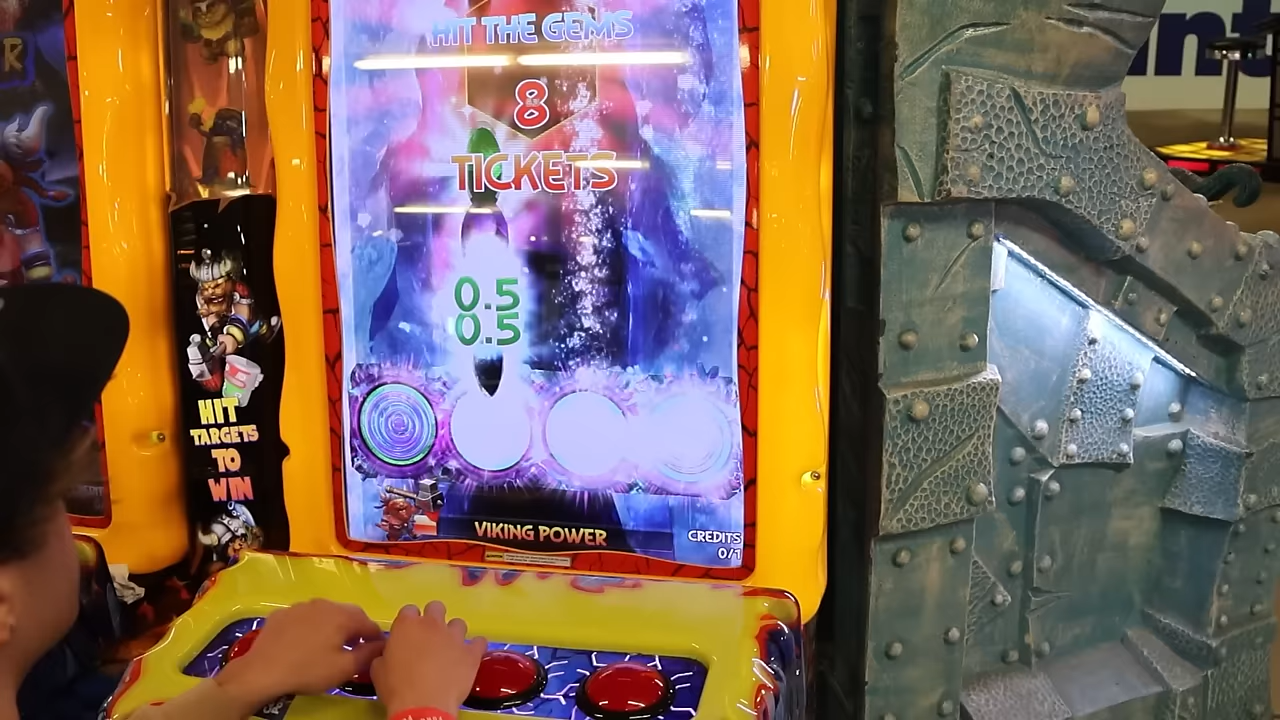 HIT THE GEMS
8
TICKETS
0.5
0.5
HIT
TARGETS
TO
WIN
VIKING POWER
CREDITS
0/1
R